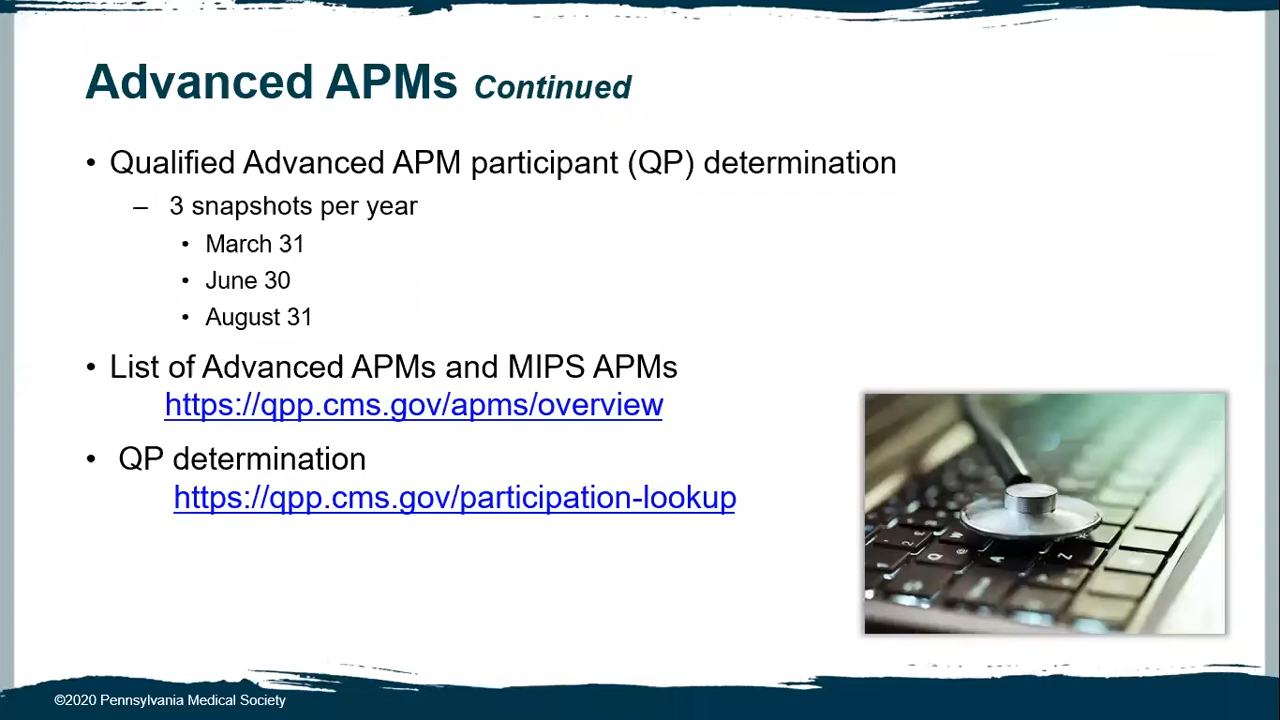 Advanced APMs Continued
• Qualified Advanced APM participant (QP) determination
– 3 snapshots per year
• March 31
• June 30
• August 31
• List of Advanced APMs and MIPS APMs
https://qpp.cms.gov/apms/overview
• QP determination
https://qpp.cms.gov/participation-lookup
©2020 Pennsylvania Medical Society